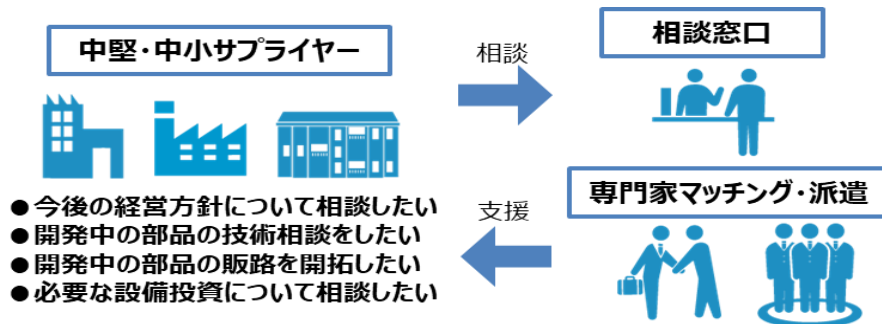 中堅・中小サプライヤー
相談
相談窓口
●今後の経営方針について相談したい
●開発中の部品の技術相談をしたい
●開発中の部品の販路を開拓したい
●必要な設備投資について相談したい
支援
専門家マッチング・派遣